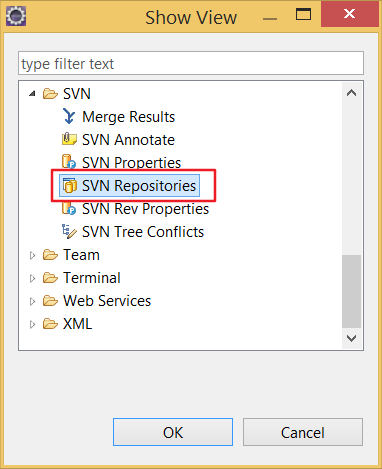 Show View
type filter text
SVN
Merge Results
SVN Annotate
SVN Properties
SVN Repositories
SVN Rev Properties
SVN Tree Conflicts
Team
Terminal
Web Services
XML
OK
Cancel